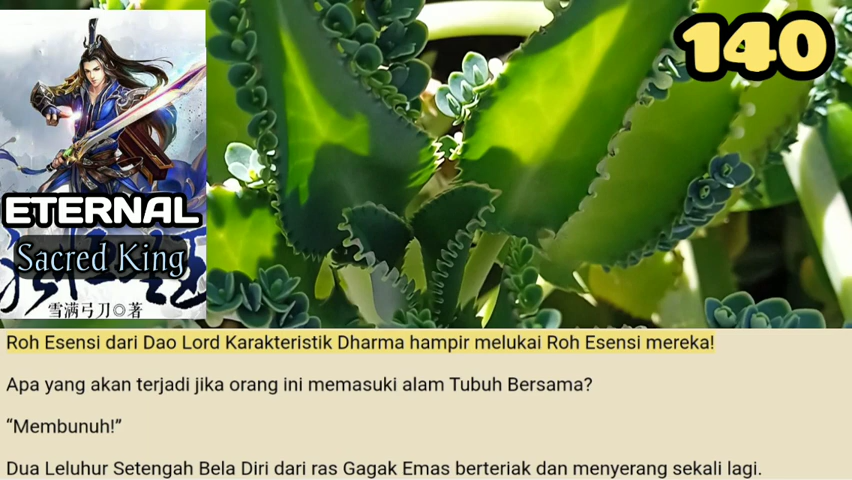 140
ETERNAL
Sacred King
雪满弓刀◎著
Roh Esensi dari Dao Lord Karakteristik Dharma hampir melukai Roh Esensi mereka!
Apa yang akan terjadi jika orang ini memasuki alam Tubuh Bersama?
“Membunuh!”
Dua Leluhur Setengah Bela Diri dari ras Gagak Emas berteriak dan menyerang sekali lagi.